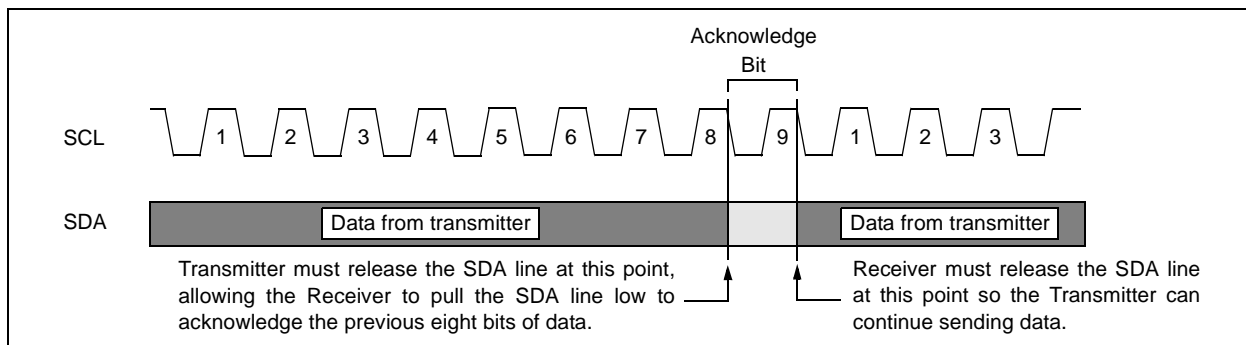 Acknowledge
Bit
SCL
1 2 3 4 5 6 7 8 9 1 2 3
SDA
Data from transmitter
Data from transmitter
Transmitter must release the SDA line at this point,
allowing the Receiver to pull the SDA line low to
acknowledge the previous eight bits of data.
Receiver must release the SDA line
at this point so the Transmitter can
continue sending data.